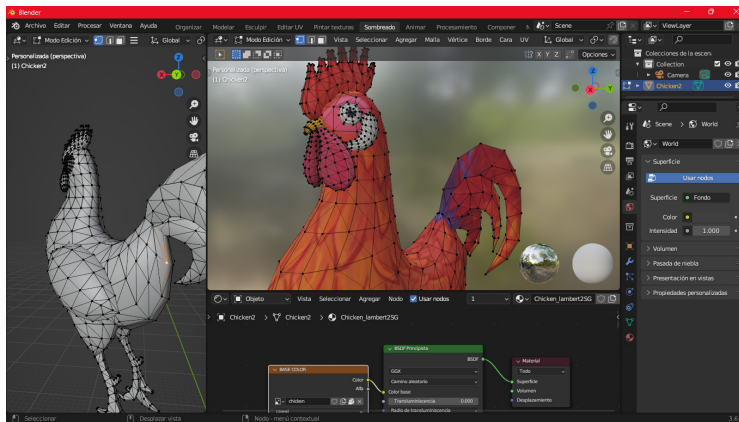 Blender
Archivo Editar Procesar Ventana Ayuda Organizar Modelar Esculpir Editar UV Pintar texturas Sombreado Animar Procesamiento Componer Scene ViewLayer
Modo Edición Global Modo Edición Vista Seleccionar Agregar Malla Vértice Borde Cara UV Global
X Y Z Opciones
Personalizada (perspectiva)
(1) Chicken2
Z
X Y
Personalizada (perspectiva)
(1) Chicken2
Z
X Y
Colecciones de la escen
Collection
Camera
Chicken2
Scene World
World
Superficie
Usar nodos
Superficie Fondo
Color
Intensidad 1.000
Volumen
Pasada de niebla
Presentación en vistas
Propiedades personalizadas
Objeto Vista Seleccionar Agregar Nodo Usar nodos 1 Chicken_lambert2SG
Chicken2 Chicken2 Chicken_lambert2SG
BASE COLOR
Color
Alfa
chicken
BSDF Principista
BSDF
GGX
Camino aleatorio
Color base
Transluminiscencia 0.000
Radio de transluminiscencia
Material
Todo
Superficie
Volumen
Desplazamiento
Seleccionar Desplazar vista Nodo - menú contextual 3.6